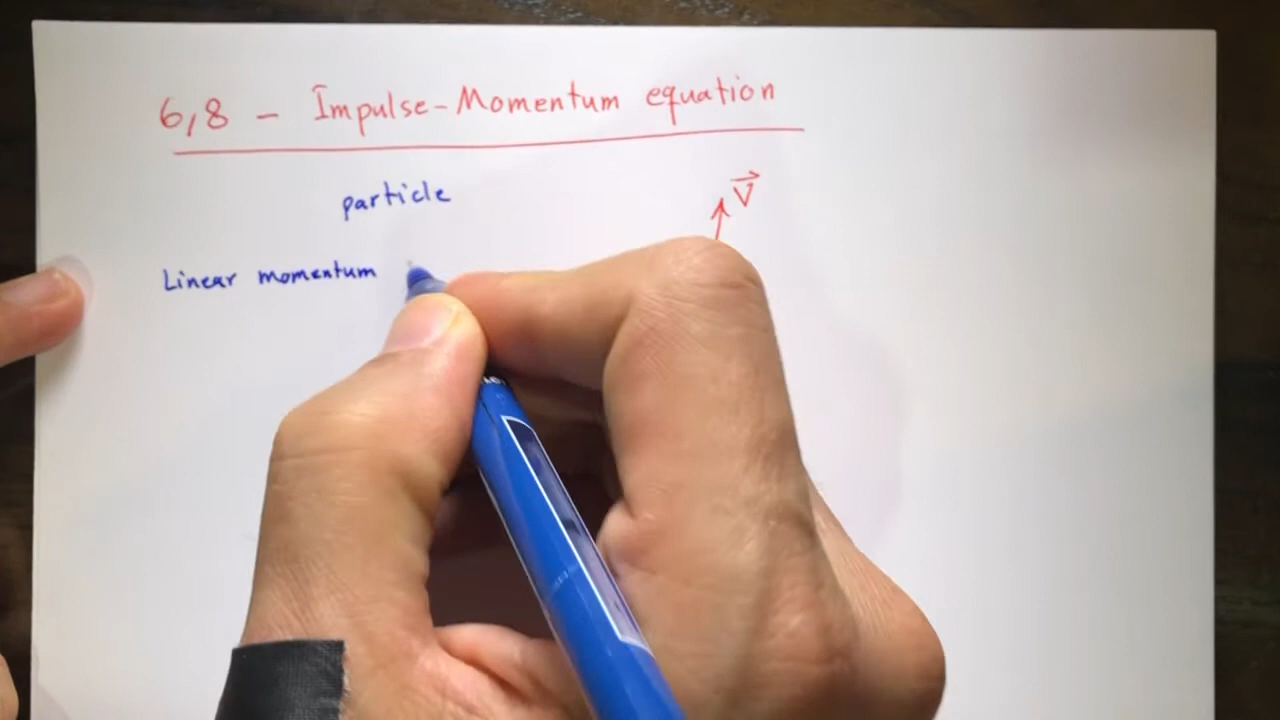 6,8 - Impulse-Momentum equation
particle
V⃗
Linear momentum